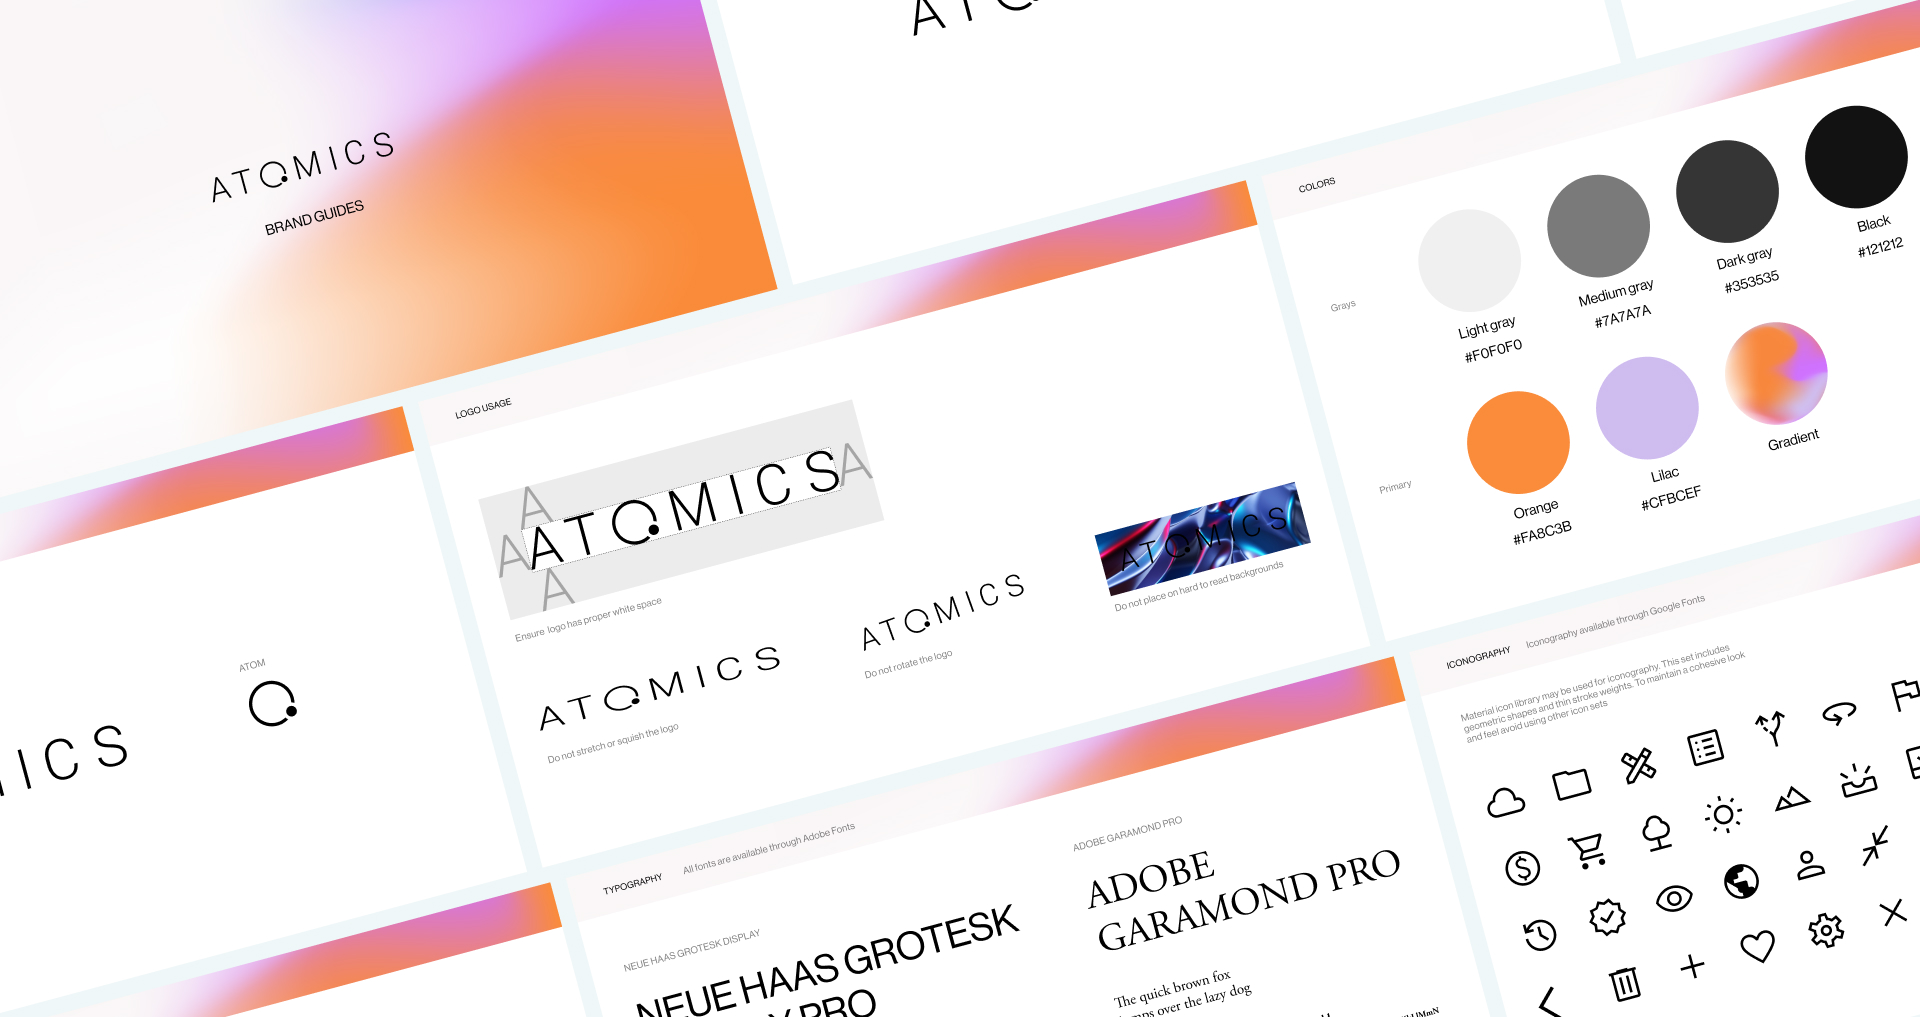 ATOMICS
BRAND GUIDES
COLORS
Grays
Light gray
#F0F0F0
Medium gray
#7A7A7A
Dark gray
#353535
Black
#121212
Primary
Orange
#FA8C3B
Lilac
#CFBCEF
Gradient
ATOM
LOGO USAGE
A
A
ATOMICS
A
A
Ensure logo has proper white space
ATOMICS
Do not stretch or squish the logo
ATOMICS
Do not rotate the logo
ATOMICS
Do not place on hard to read backgrounds
TYPOGRAPHY
All fonts are available through Adobe Fonts
NEUE HAAS GROTESK DISPLAY
NEUE HAAS GROTESK
PRO
ADOBE GARAMOND PRO
ADOBE
GARAMOND PRO
The quick brown fox
over the lazy dog
ICONOGRAPHY
Iconography available through Google Fonts
Material icon library may be used for iconography. This set includes
geometric shapes and thin stroke weights. To maintain a cohesive look
and feel avoid using other icon sets